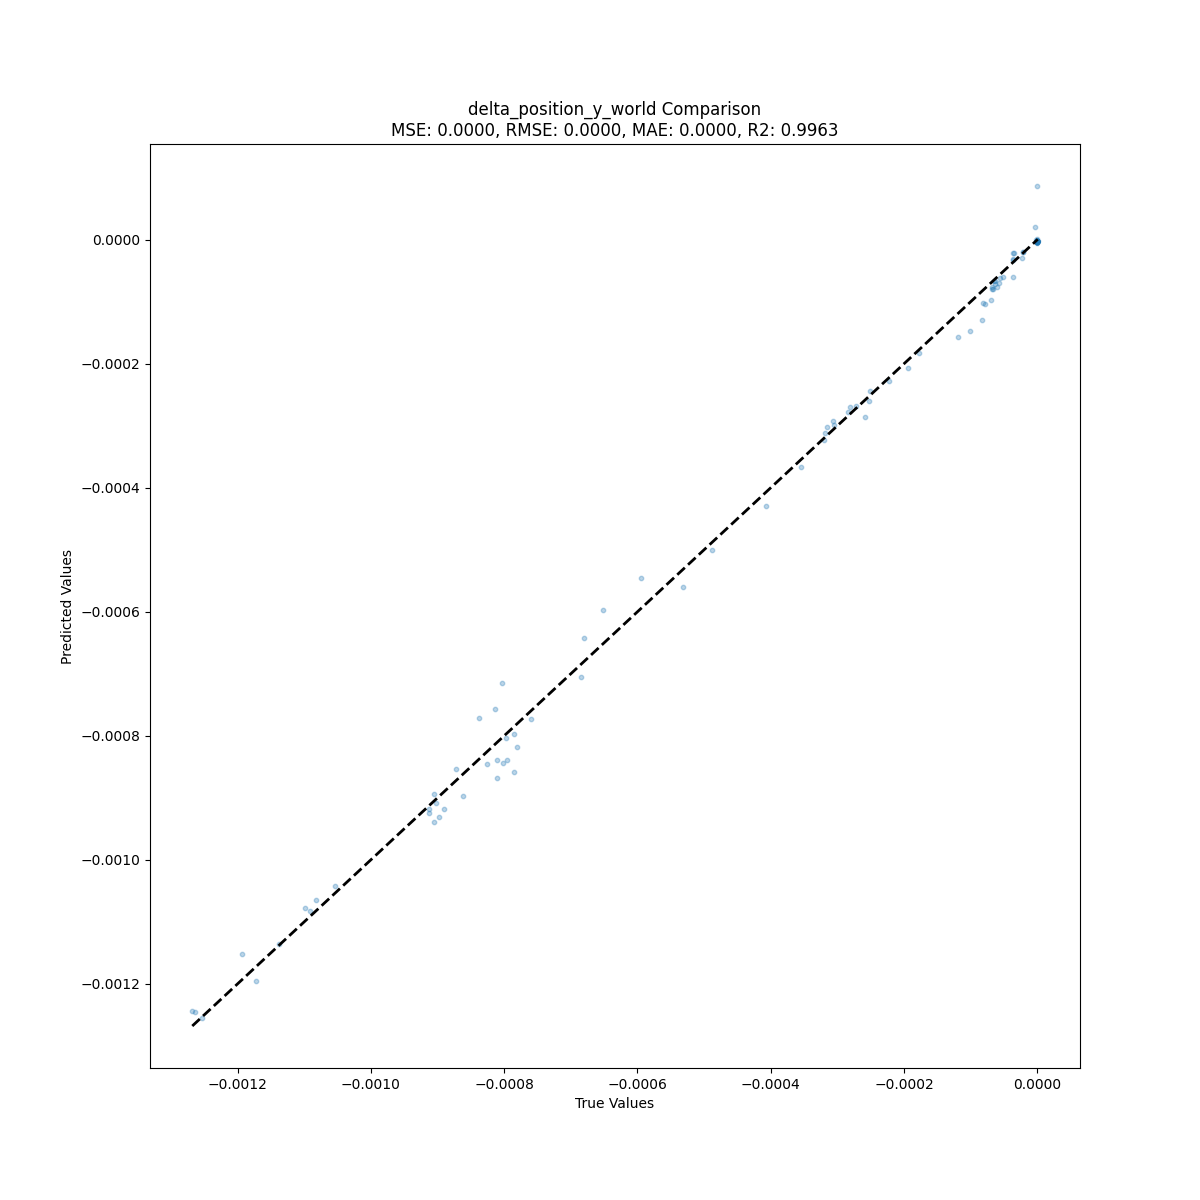 delta_position_y_world Comparison
MSE: 0.0000, RMSE: 0.0000, MAE: 0.0000, R2: 0.9963
0.0000
−0.0002
−0.0004
−0.0006
−0.0008
−0.0010
−0.0012
Predicted Values
−0.0012 −0.0010 −0.0008 −0.0006 −0.0004 −0.0002 0.0000
True Values